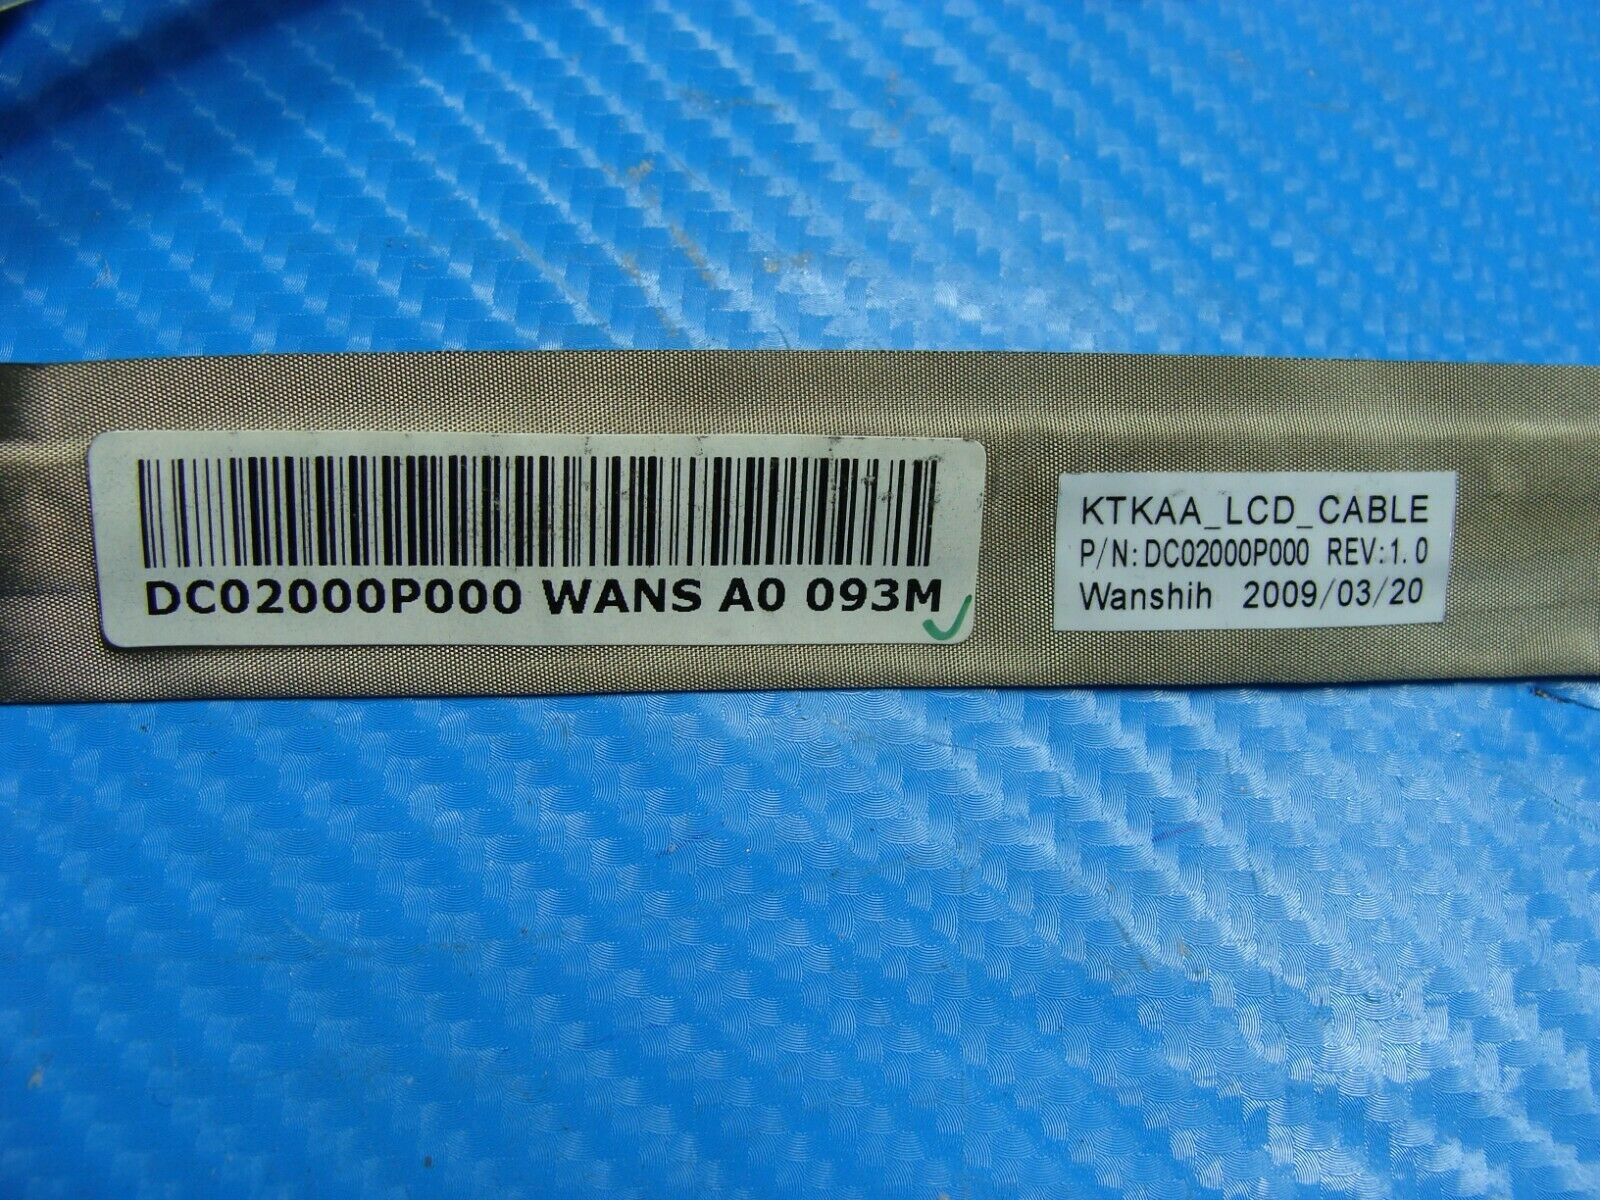 DC02000P000 WANS A0 093M
KTKAA_LCD_CABLE
P/N:DC02000P000 REV:1.0
Wanshih 2009/03/20